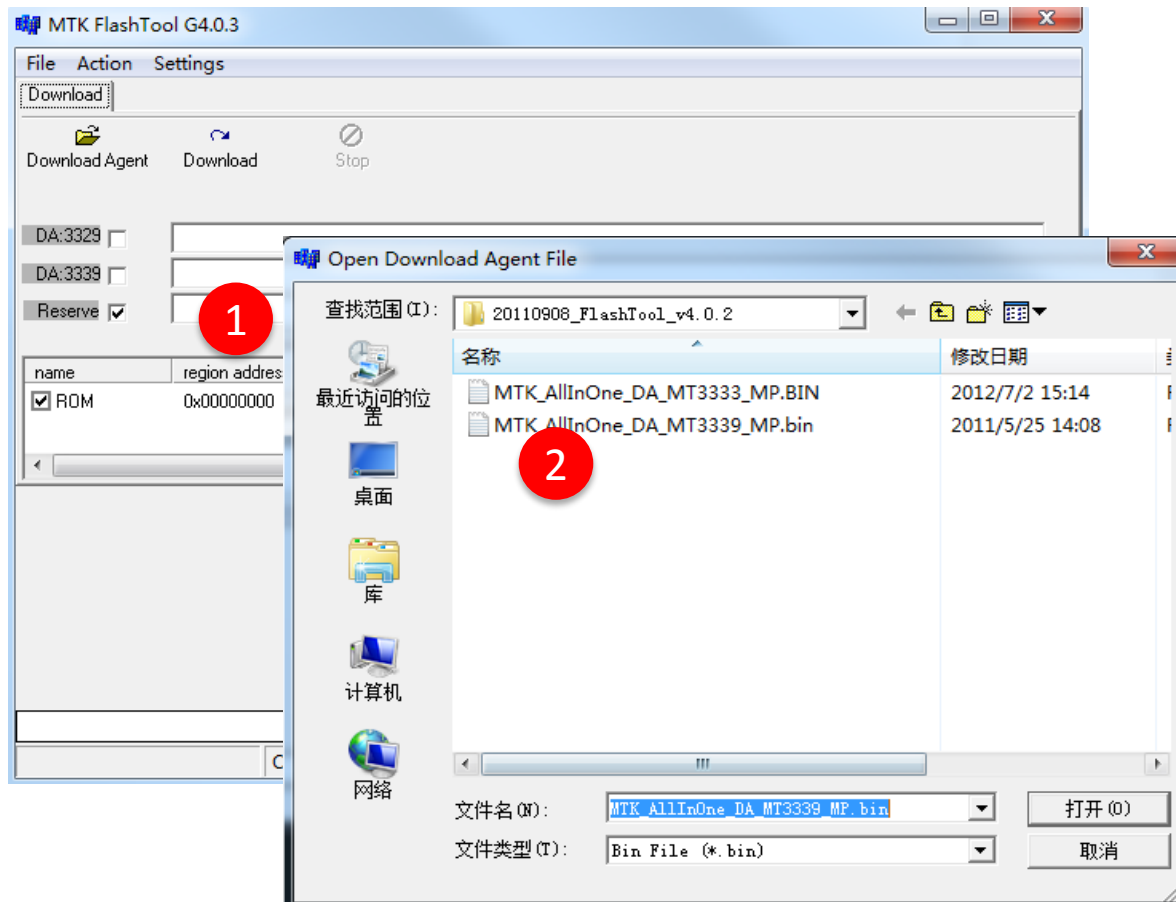 MTK FlashTool G4.0.3
File Action Settings
Download
Download Agent Download Stop
DA:3329
DA:3339
Reserve
1
name region addres
ROM 0x00000000
Open Download Agent File
查找范围(I):
20110908_FlashTool_v4.0.2
名称 修改日期
MTK_AllInOne_DA_MT3333_MP.BIN 2012/7/2 15:14
MTK_AllInOne_DA_MT3339_MP.bin 2011/5/25 14:08
2
最近访问的位
置
桌面
库
计算机
网络
文件名(N): MTK_AllInOne_DA_MT3339_MP.bin 打开(O)
文件类型(T): Bin File (*.bin) 取消